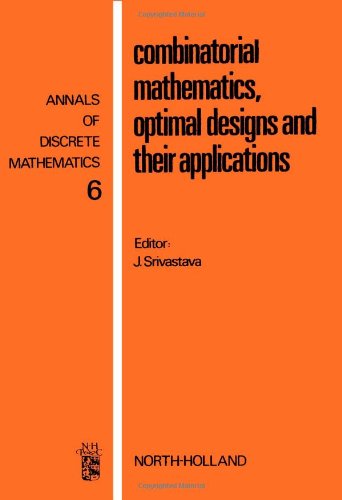 ANNALS
OF
DISCRETE
MATHEMATICS
6
combinatorial
mathematics,
optimal designs and
their applications
Editor:
J. Srivastava
N·H
NORTH-HOLLAND